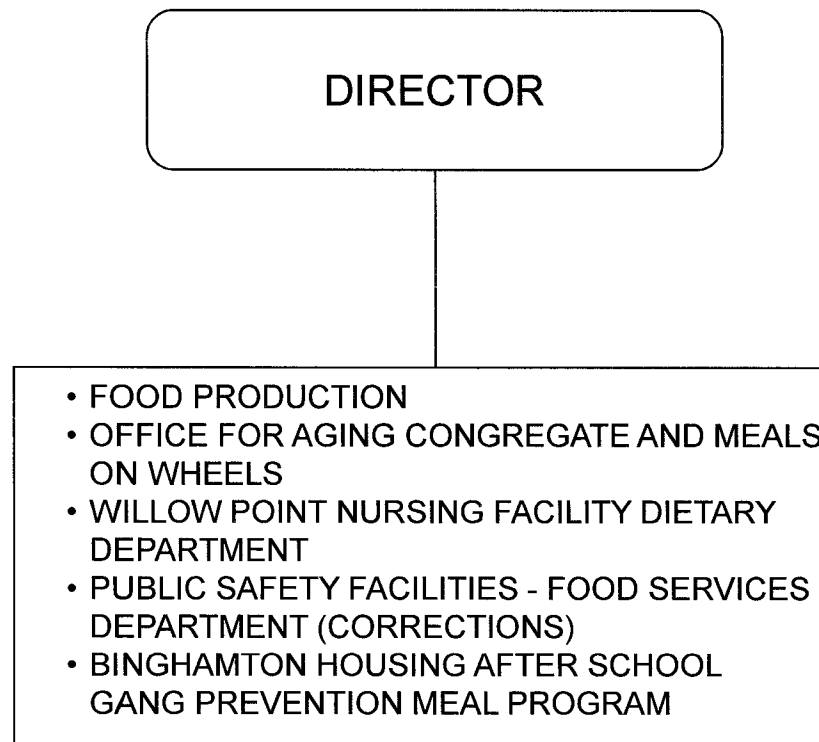 DIRECTOR
• FOOD PRODUCTION
• OFFICE FOR AGING CONGREGATE AND MEALS
ON WHEELS
• WILLOW POINT NURSING FACILITY DIETARY
DEPARTMENT
• PUBLIC SAFETY FACILITIES - FOOD SERVICES
DEPARTMENT (CORRECTIONS)
• BINGHAMTON HOUSING AFTER SCHOOL
GANG PREVENTION MEAL PROGRAM